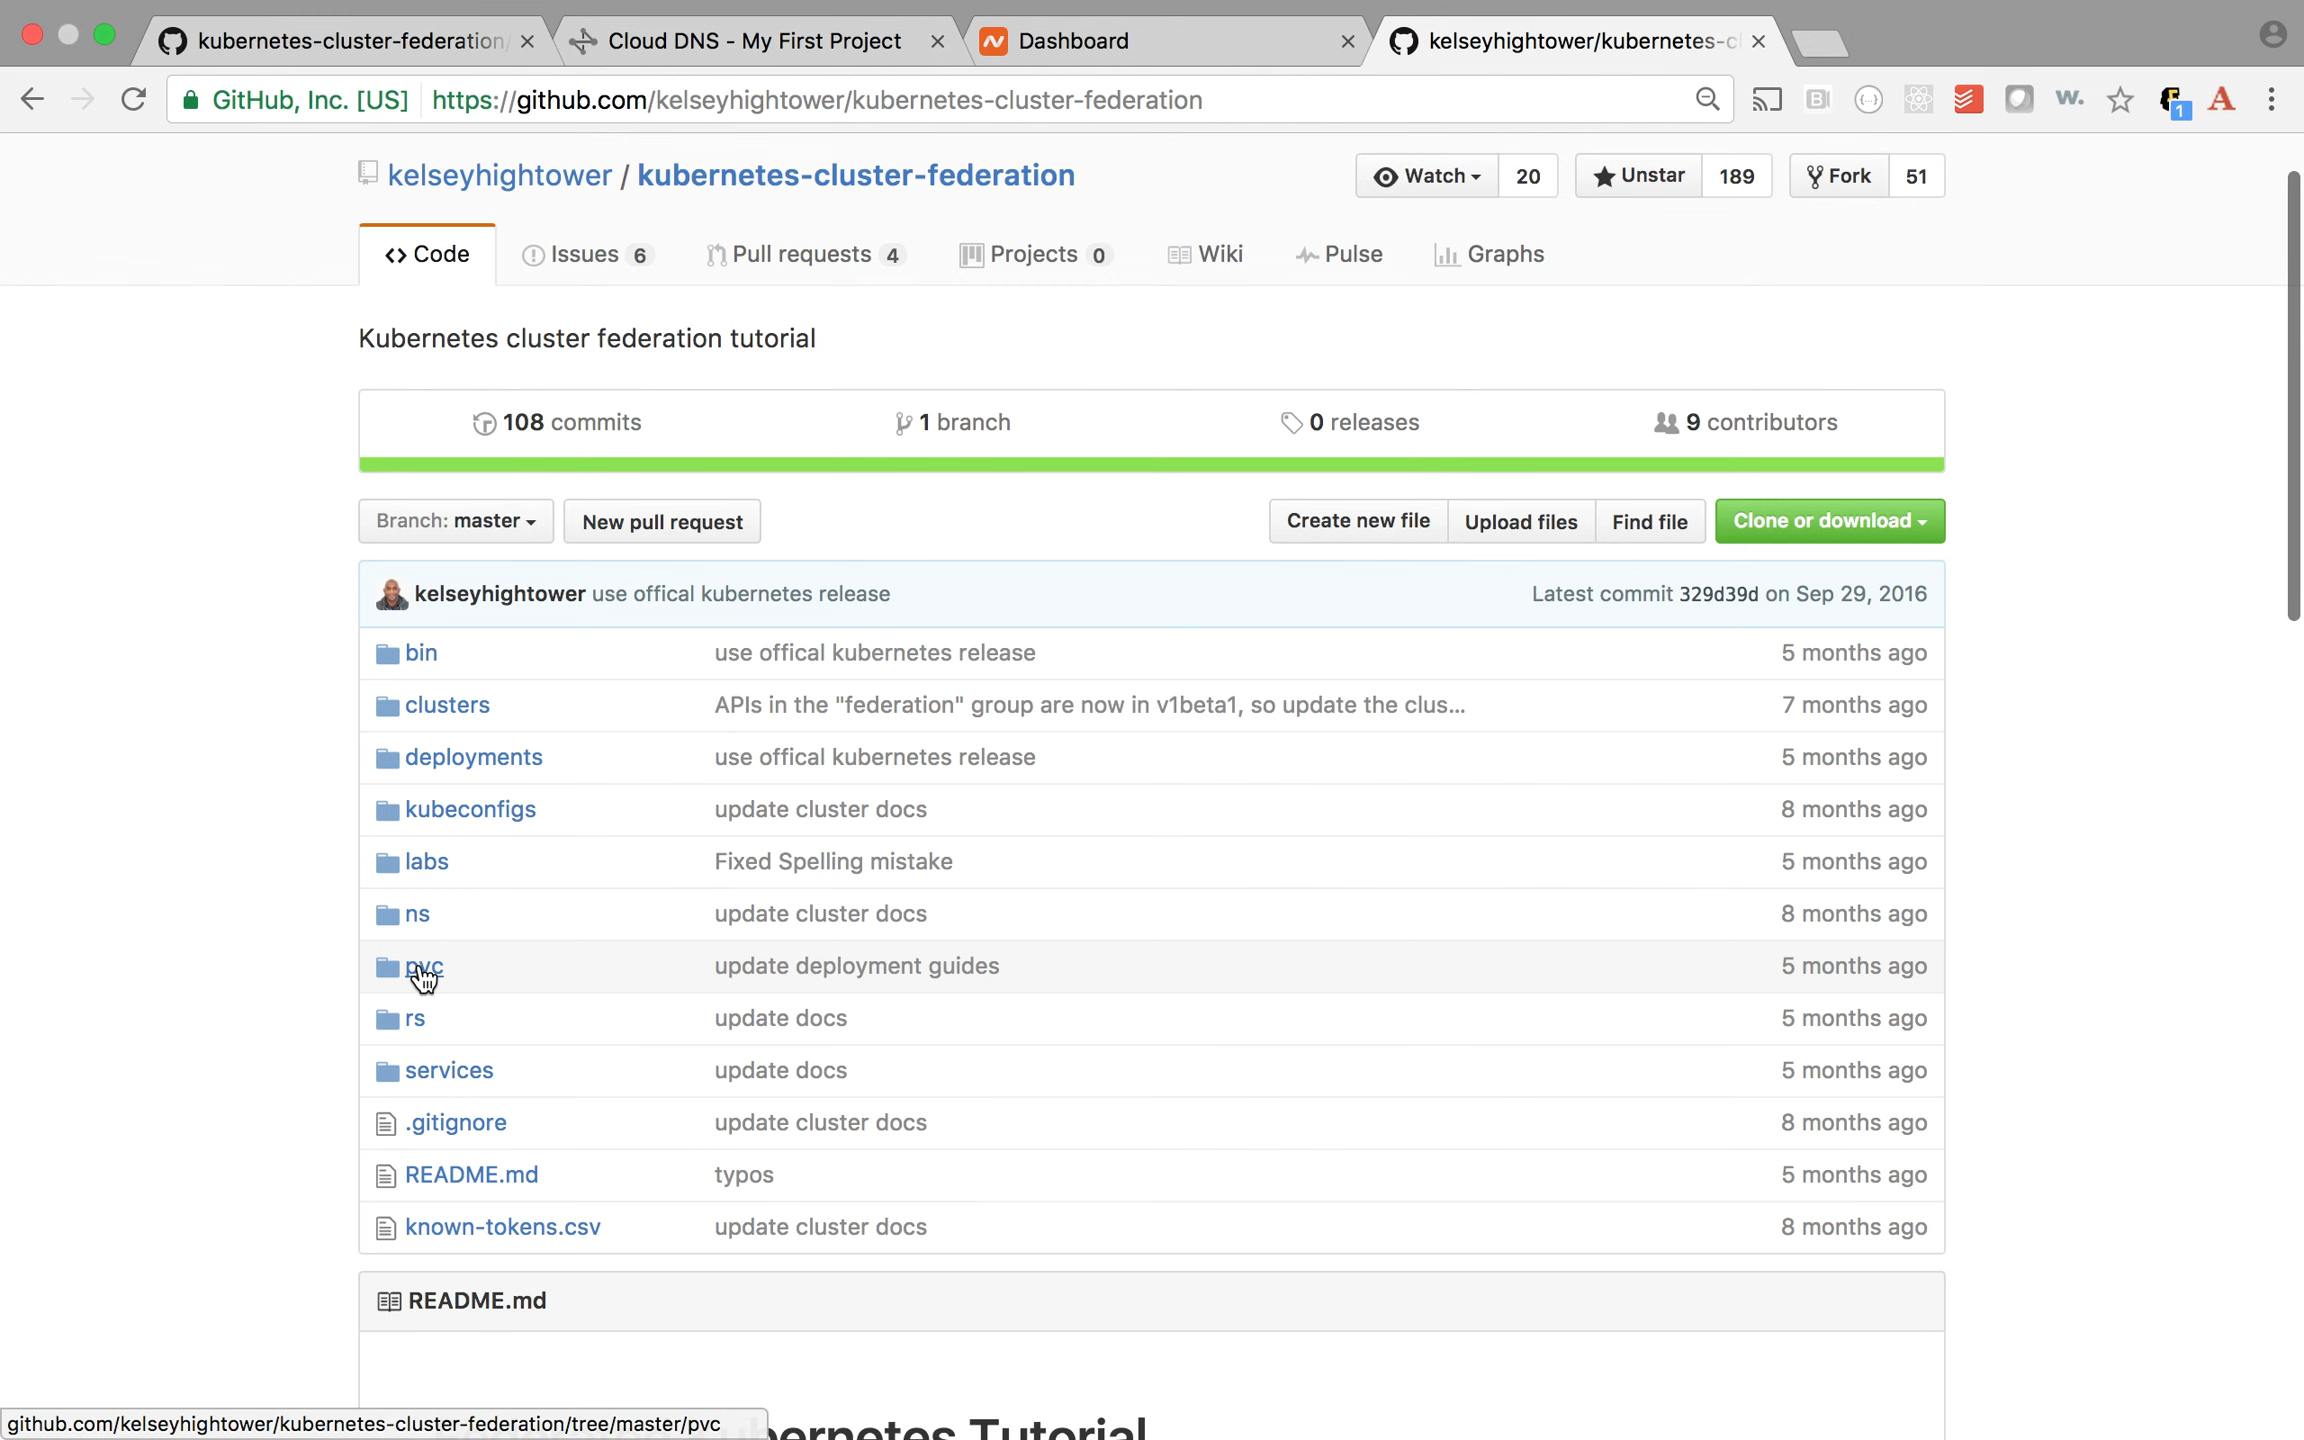 kubernetes-cluster-federation/
Cloud DNS - My First Project
Dashboard
kelseyhightower/kubernetes-c
GitHub, Inc. [US]
https://github.com/kelseyhightower/kubernetes-cluster-federation
1
kelseyhightower / kubernetes-cluster-federation
Watch 20
Unstar 189
Fork 51
Code
Issues 6
Pull requests 4
Projects 0
Wiki
Pulse
Graphs
Kubernetes cluster federation tutorial
108 commits
1 branch
0 releases
9 contributors
Branch: master
New pull request
Create new file
Upload files
Find file
Clone or download
kelseyhightower use offical kubernetes release Latest commit 329d39d on Sep 29, 2016
bin use offical kubernetes release 5 months ago
clusters APIs in the "federation" group are now in v1beta1, so update the clus... 7 months ago
deployments use offical kubernetes release 5 months ago
kubeconfigs update cluster docs 8 months ago
labs Fixed Spelling mistake 5 months ago
ns update cluster docs 8 months ago
pvc update deployment guides 5 months ago
rs update docs 5 months ago
services update docs 5 months ago
.gitignore update cluster docs 8 months ago
README.md typos 5 months ago
known-tokens.csv update cluster docs 8 months ago
README.md
Tutorial
github.com/kelseyhightower/kubernetes-cluster-federation/tree/master/pvc